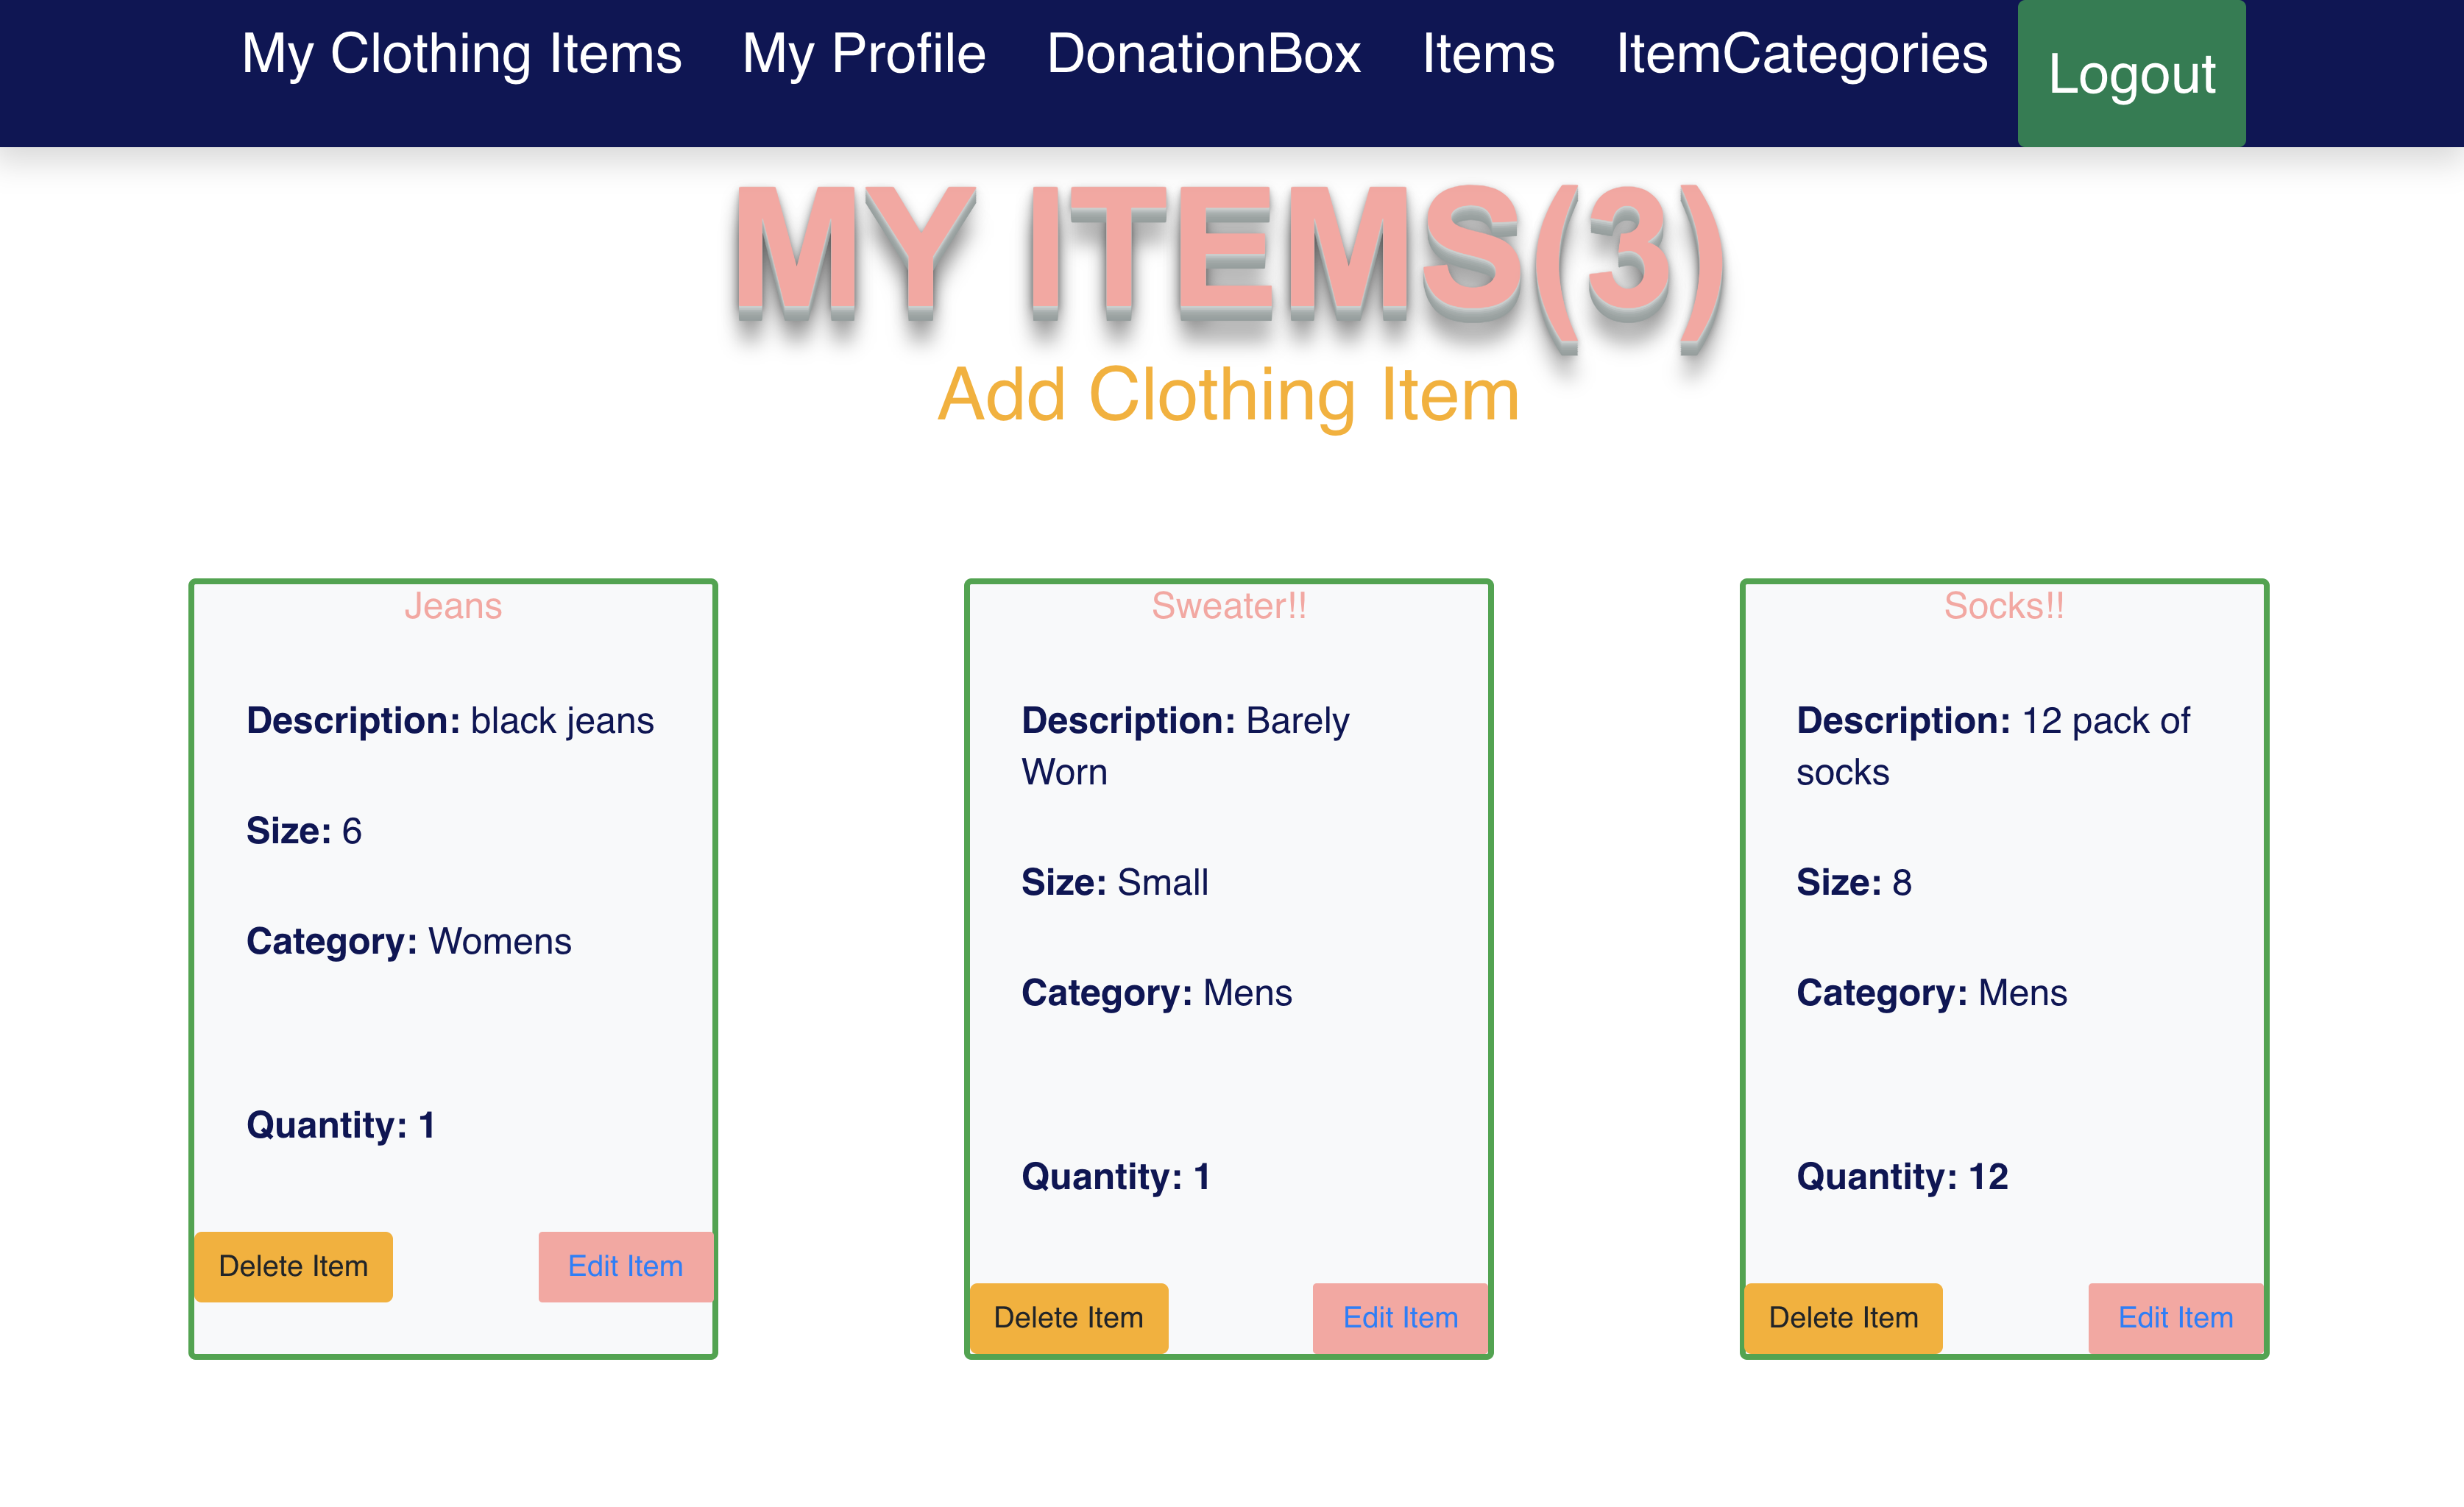 My Clothing Items My Profile DonationBox Items ItemCategories Logout
MY ITEMS(3)
Add Clothing Item
Jeans
Description: black jeans
Size: 6
Category: Womens
Quantity: 1
Delete Item Edit Item
Sweater!!
Description: Barely
Worn
Size: Small
Category: Mens
Quantity: 1
Delete Item Edit Item
Socks!!
Description: 12 pack of
socks
Size: 8
Category: Mens
Quantity: 12
Delete Item Edit Item